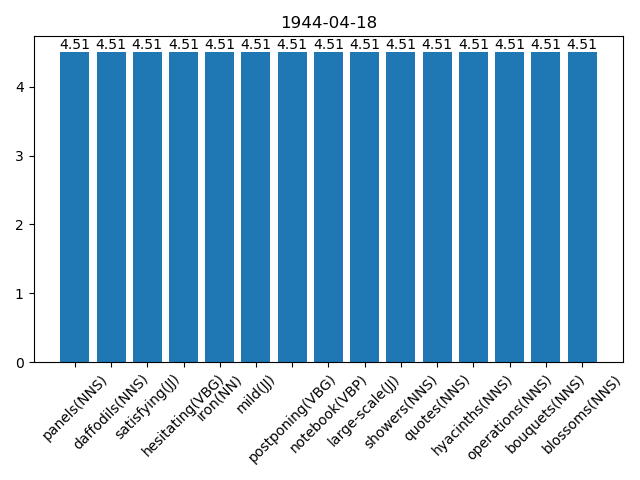 1944-04-18
4.51 4.51 4.51 4.51 4.51 4.51 4.51 4.51 4.51 4.51 4.51 4.51 4.51 4.51 4.51
4
3
2
1
0
panels(NNS)
daffodils(NNS)
satisfying(JJ)
hesitating(VBG)
iron(NN)
mild(JJ)
postponing(VBG)
notebook(VBP)
large-scale(JJ)
showers(NNS)
quotes(NNS)
hyacinths(NNS)
operations(NNS)
bouquets(NNS)
blossoms(NNS)